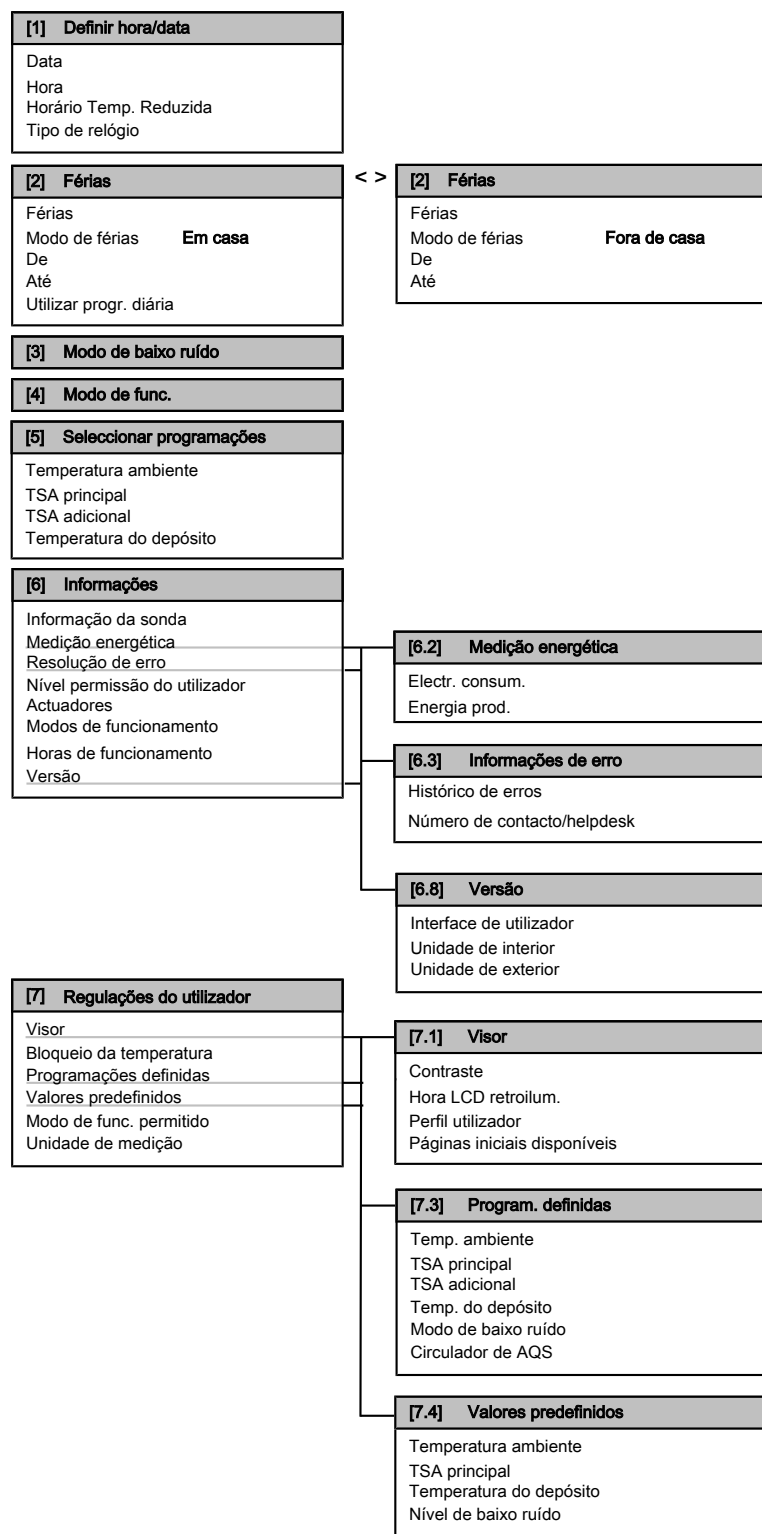 [1] Definir hora/data
Data
Hora
Horário Temp. Reduzida
Tipo de relógio
[2] Férias
Férias
Modo de férias Em casa
De
Até
Utilizar progr. diária
< >
[2] Férias
Férias
Modo de férias Fora de casa
De
Até
[3] Modo de baixo ruído
[4] Modo de func.
[5] Seleccionar programações
Temperatura ambiente
TSA principal
TSA adicional
Temperatura do depósito
[6] Informações
Informação da sonda
Medição energética
Resolução de erro
Nível permissão do utilizador
Actuadores
Modos de funcionamento
Horas de funcionamento
Versão
[6.2] Medição energética
Electr. consum.
Energia prod.
[6.3] Informações de erro
Histórico de erros
Número de contacto/helpdesk
[6.8] Versão
Interface de utilizador
Unidade de interior
Unidade de exterior
[7] Regulações do utilizador
Visor
Bloqueio da temperatura
Programações definidas
Valores predefinidos
Modo de func. permitido
Unidade de medição
[7.1] Visor
Contraste
Hora LCD retroilum.
Perfil utilizador
Páginas iniciais disponíveis
[7.3] Program. definidas
Temp. ambiente
TSA principal
TSA adicional
Temp. do depósito
Modo de baixo ruído
Circulador de AQS
[7.4] Valores predefinidos
Temperatura ambiente
TSA principal
Temperatura do depósito
Nível de baixo ruído